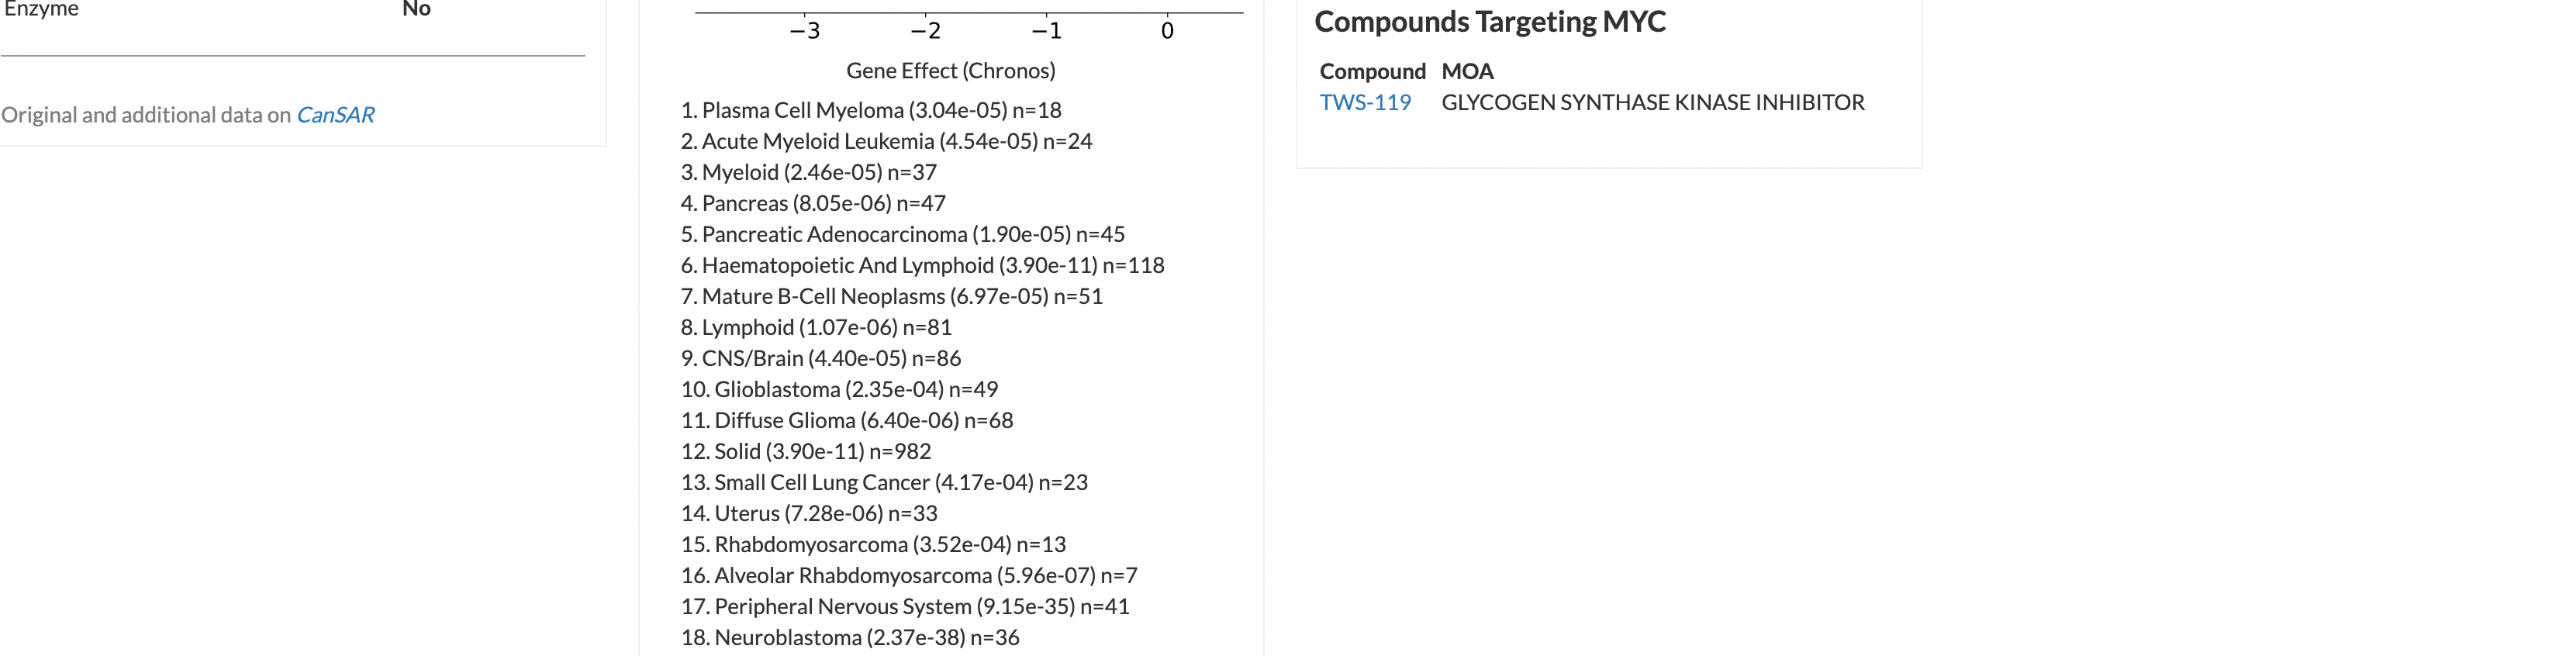 Enzyme No
Original and additional data on CanSAR
−3 −2 −1 0
Gene Effect (Chronos)
1. Plasma Cell Myeloma (3.04e-05) n=18
2. Acute Myeloid Leukemia (4.54e-05) n=24
3. Myeloid (2.46e-05) n=37
4. Pancreas (8.05e-06) n=47
5. Pancreatic Adenocarcinoma (1.90e-05) n=45
6. Haematopoietic And Lymphoid (3.90e-11) n=118
7. Mature B-Cell Neoplasms (6.97e-05) n=51
8. Lymphoid (1.07e-06) n=81
9. CNS/Brain (4.40e-05) n=86
10. Glioblastoma (2.35e-04) n=49
11. Diffuse Glioma (6.40e-06) n=68
12. Solid (3.90e-11) n=982
13. Small Cell Lung Cancer (4.17e-04) n=23
14. Uterus (7.28e-06) n=33
15. Rhabdomyosarcoma (3.52e-04) n=13
16. Alveolar Rhabdomyosarcoma (5.96e-07) n=7
17. Peripheral Nervous System (9.15e-35) n=41
18. Neuroblastoma (2.37e-38) n=36
Compounds Targeting MYC
Compound MOA
TWS-119 GLYCOGEN SYNTHASE KINASE INHIBITOR